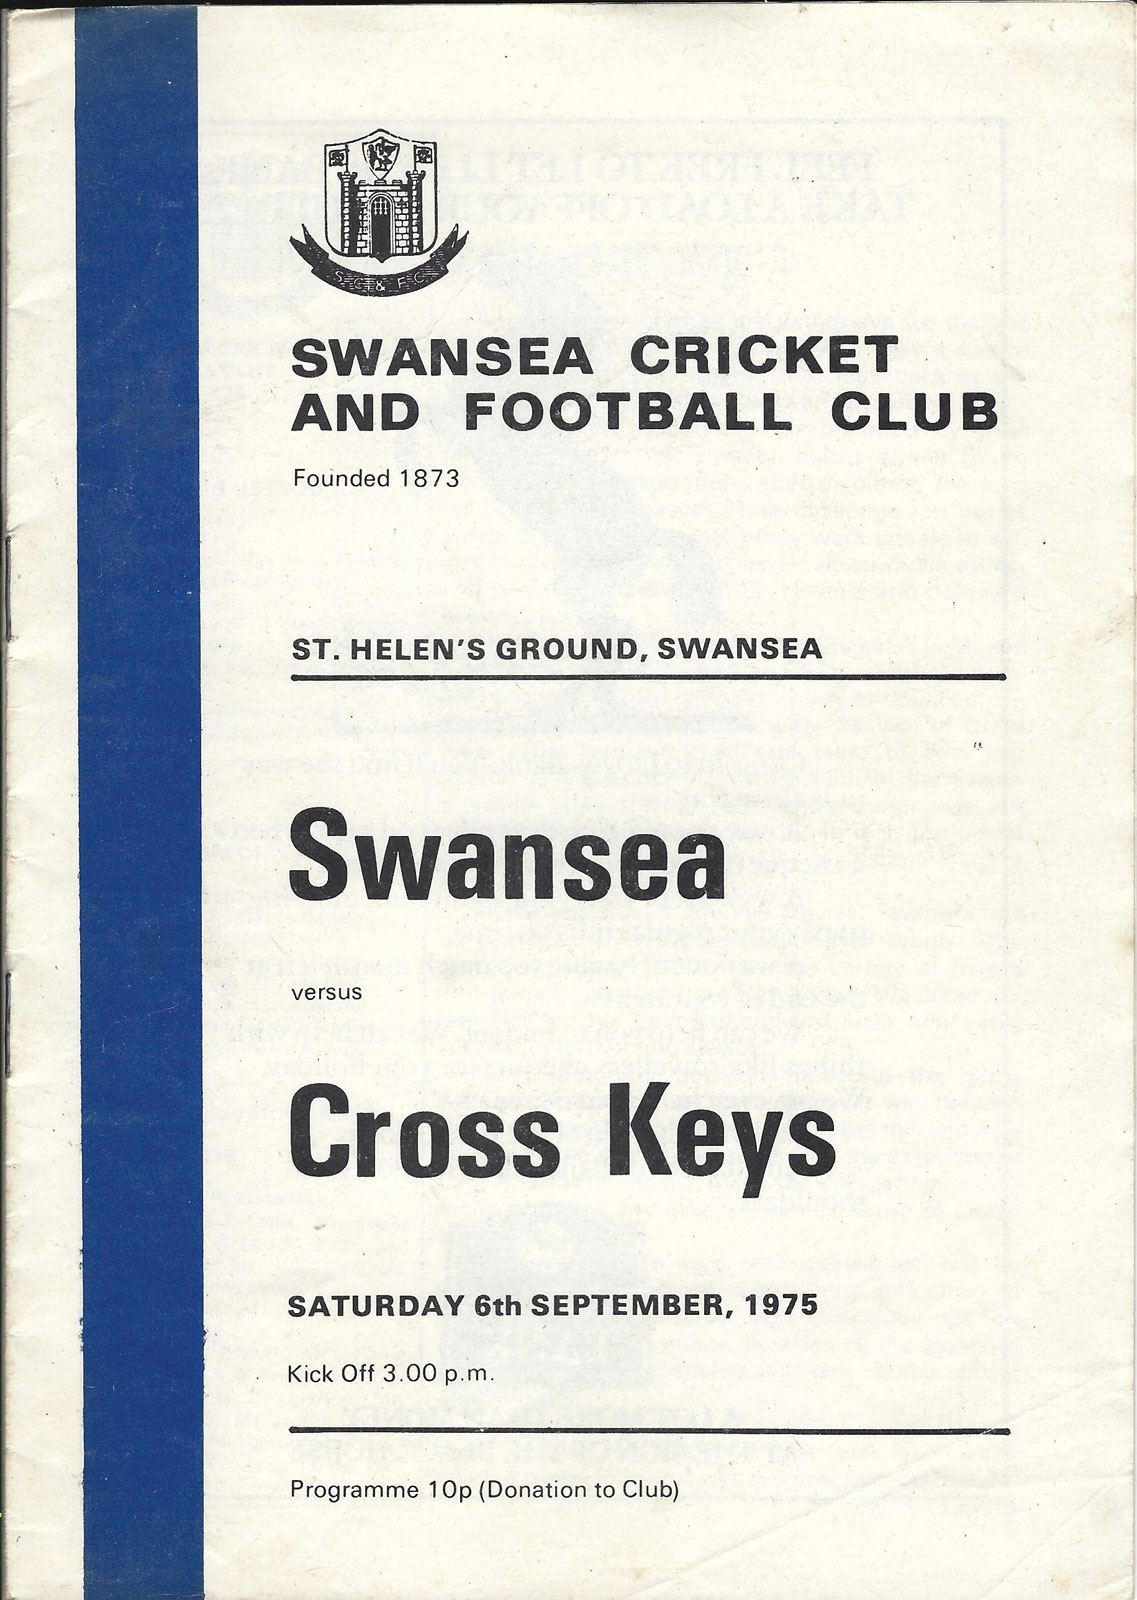 S.C. & F.C.
SWANSEA CRICKET
AND FOOTBALL CLUB
Founded 1873
ST. HELEN'S GROUND, SWANSEA
Swansea
versus
Cross Keys
SATURDAY 6th SEPTEMBER, 1975
Kick Off 3.00 p.m.
Programme 10p (Donation to Club)